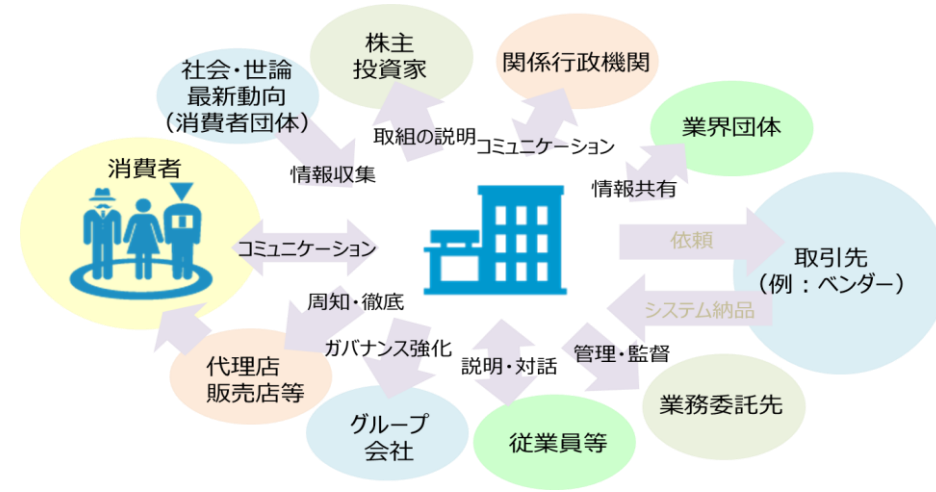 株主
投資家
関係行政機関
社会・世論
最新動向
（消費者団体）
業界団体
取組の説明
コミュニケーション
消費者
情報収集
情報共有
コミュニケーション
依頼
取引先
（例：ベンダー）
周知・徹底
システム納品
ガバナンス強化
説明・対話
管理・監督
代理店
販売店等
業務委託先
グループ
会社
従業員等